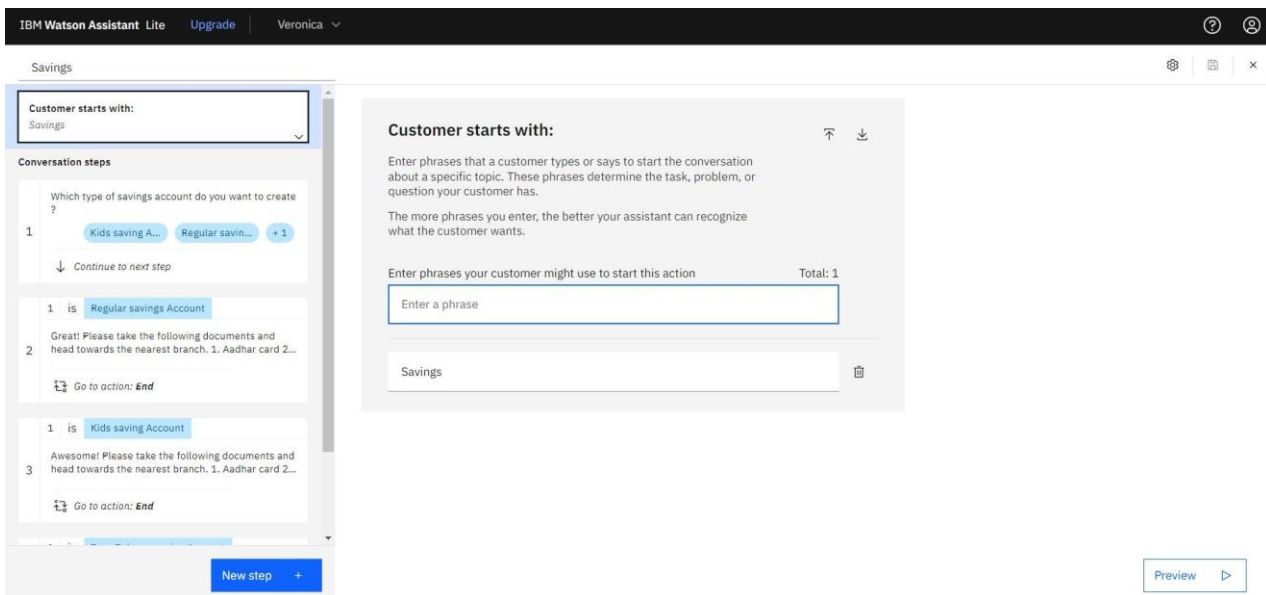 IBM Watson Assistant Lite Upgrade Veronica
Savings
Customer starts with:
Savings
Conversation steps
1
Which type of savings account do you want to create
?
Kids saving A... Regular savin... + 1
Continue to next step
1 is Regular savings Account
2
Great! Please take the following documents and
head towards the nearest branch. 1. Aadhar card 2...
Go to action: End
1 is Kids saving Account
3
Awesome! Please take the following documents and
head towards the nearest branch. 1. Aadhar card 2...
Go to action: End
New step +
Customer starts with:
Enter phrases that a customer types or says to start the conversation
about a specific topic. These phrases determine the task, problem, or
question your customer has.
The more phrases you enter, the better your assistant can recognize
what the customer wants.
Enter phrases your customer might use to start this action Total: 1
Enter a phrase
Savings
Preview